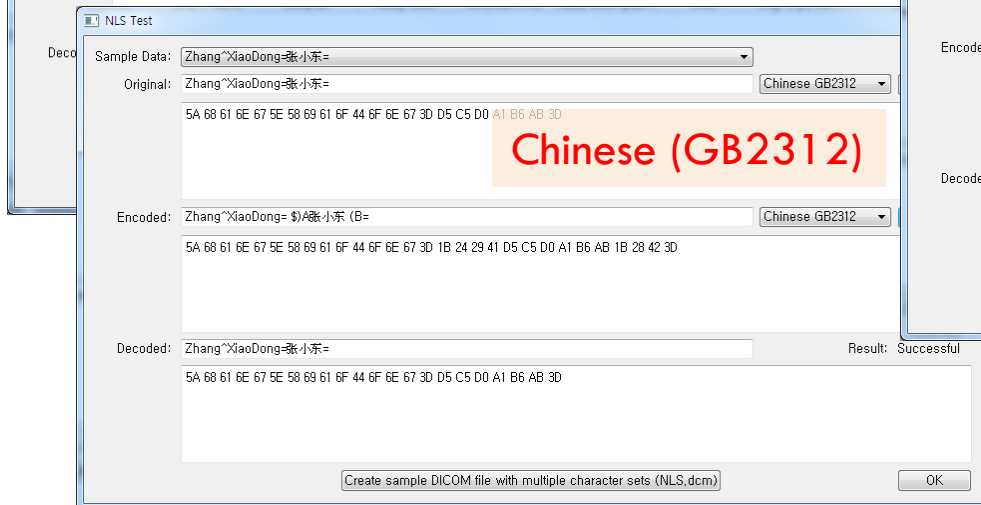 NLS Test
Sample Data: Zhang^XiaoDong=张小东=
Original: Zhang^XiaoDong=张小东= Chinese GB2312
5A 68 61 6E 67 5E 58 69 61 6F 44 6F 6E 67 3D D5 C5 D0 A1 B6 AB 3D
Chinese (GB2312)
Encoded: Zhang^XiaoDong= $)A张小东 (B= Chinese GB2312
5A 68 61 6E 67 5E 58 69 61 6F 44 6F 6E 67 3D 1B 24 29 41 D5 C5 D0 A1 B6 AB 1B 28 42 3D
Decoded: Zhang^XiaoDong=张小东= Result: Successful
5A 68 61 6E 67 5E 58 69 61 6F 44 6F 6E 67 3D D5 C5 D0 A1 B6 AB 3D
Create sample DICOM file with multiple character sets (NLS.dcm) OK
Deco
Encode
Decode